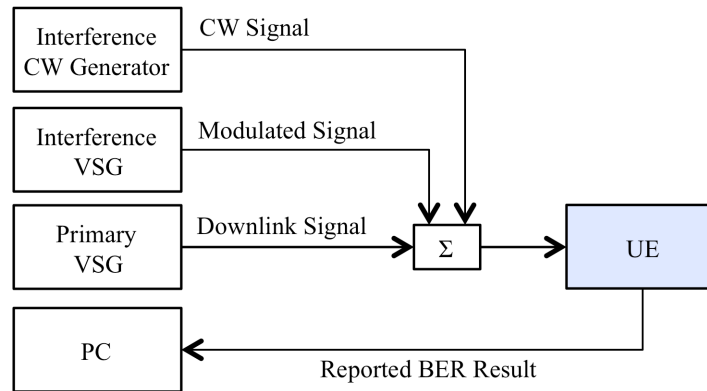 Interference
CW Generator
CW Signal
Interference
VSG
Modulated Signal
Primary
VSG
Downlink Signal
Σ
UE
PC
Reported BER Result